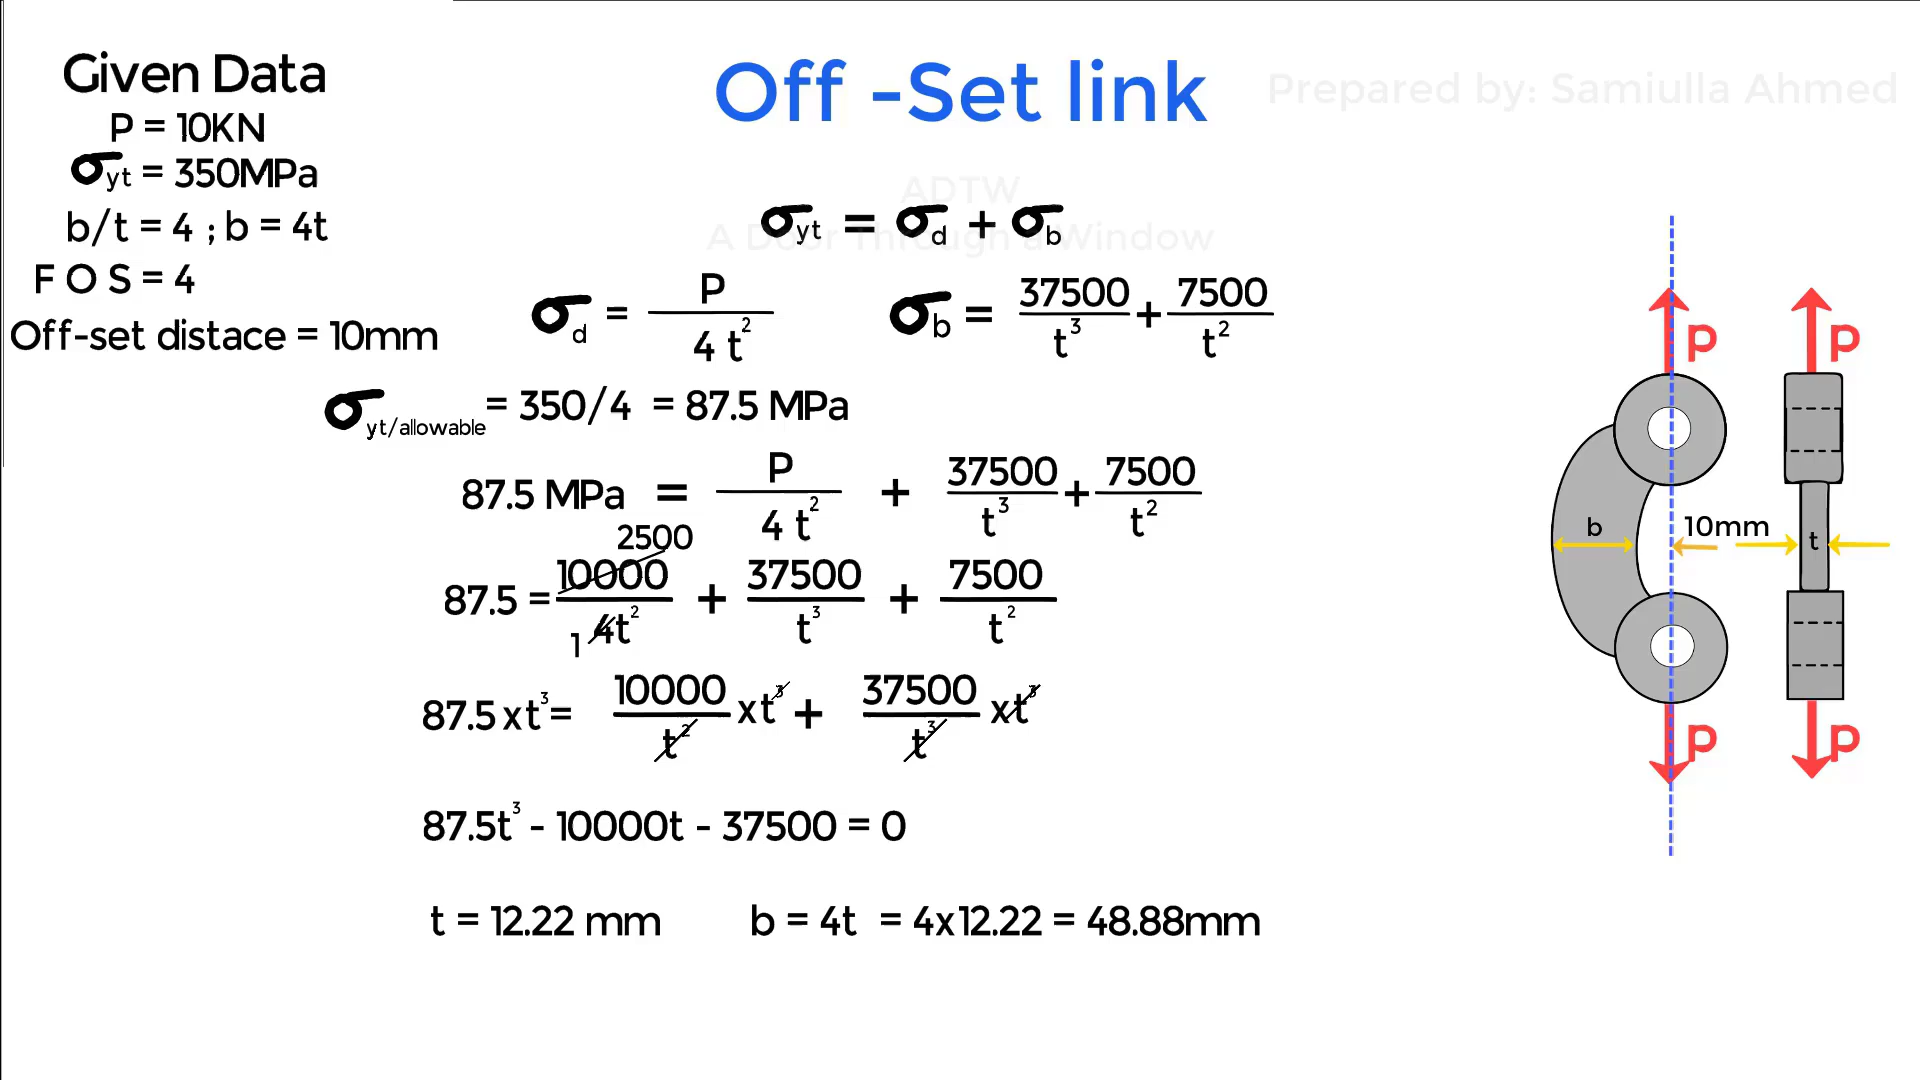 Given Data
P = 10KN
σyt = 350MPa
b/t = 4 ; b = 4t
F O S = 4
Off-set distace = 10mm
Off -Set link
Prepared by: Samiulla Ahmed
ADTW
A Door Through a Window
σyt = σd + σb
σd = P / 4 t² σb = 37500 / t³ + 7500 / t²
σyt/allowable = 350/4 = 87.5 MPa
87.5 MPa = P / 4 t² + 37500 / t³ + 7500 / t²
2500
87.5 = 10000 / 4t² + 37500 / t³ + 7500 / t²
1
87.5 x t³ = 10000 / t² x t³ + 37500 / t³ x t³
87.5t³ - 10000t - 37500 = 0
t = 12.22 mm b = 4t = 4x12.22 = 48.88mm
P P
b 10mm t
P P